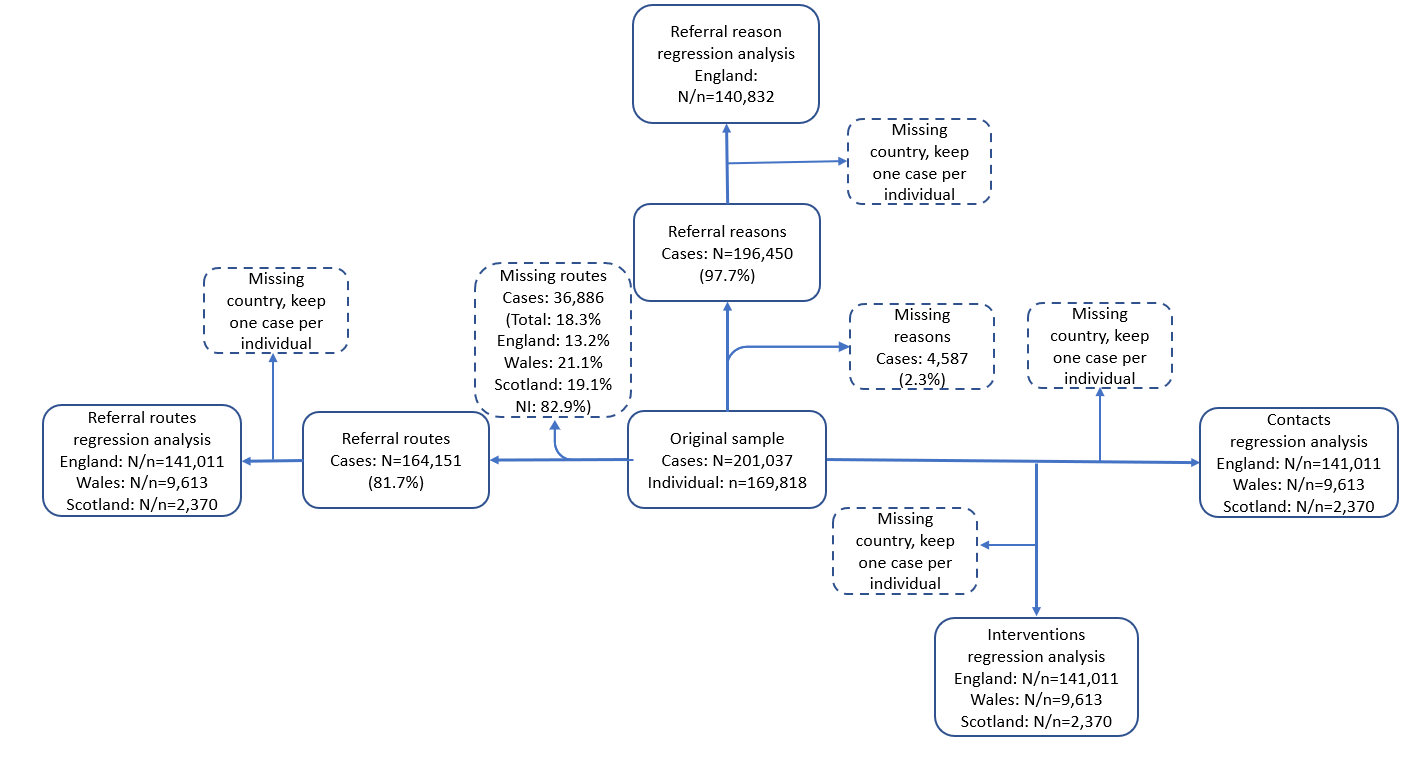 Referral reason
regression analysis
England:
N/n=140,832
Missing
country, keep
one case per
individual
Referral reasons
Cases: N=196,450
(97.7%)
Missing routes
Cases: 36,886
(Total: 18.3%
England: 13.2%
Wales: 21.1%
Scotland: 19.1%
NI: 82.9%)
Missing
country, keep
one case per
individual
Missing
reasons
Cases: 4,587
(2.3%)
Missing
country, keep
one case per
individual
Referral routes
regression analysis
England: N/n=141,011
Wales: N/n=9,613
Scotland: N/n=2,370
Referral routes
Cases: N=164,151
(81.7%)
Original sample
Cases: N=201,037
Individual: n=169,818
Contacts
regression analysis
England: N/n=141,011
Wales: N/n=9,613
Scotland: N/n=2,370
Missing
country, keep
one case per
individual
Interventions
regression analysis
England: N/n=141,011
Wales: N/n=9,613
Scotland: N/n=2,370